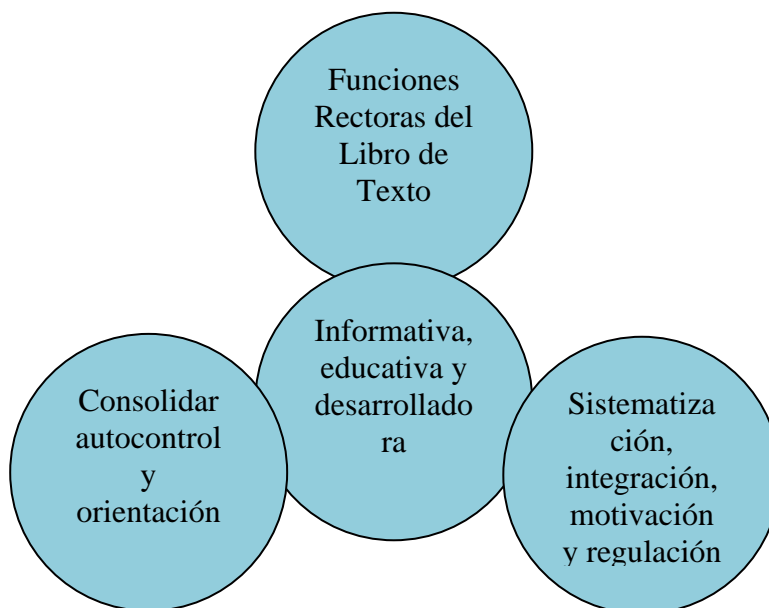 Funciones
Rectoras del
Libro de
Texto
Informativa,
educativa y
desarrollado
ra
Consolidar
autocontrol
y
orientación
Sistematiza
ción,
integración,
motivación
y regulación